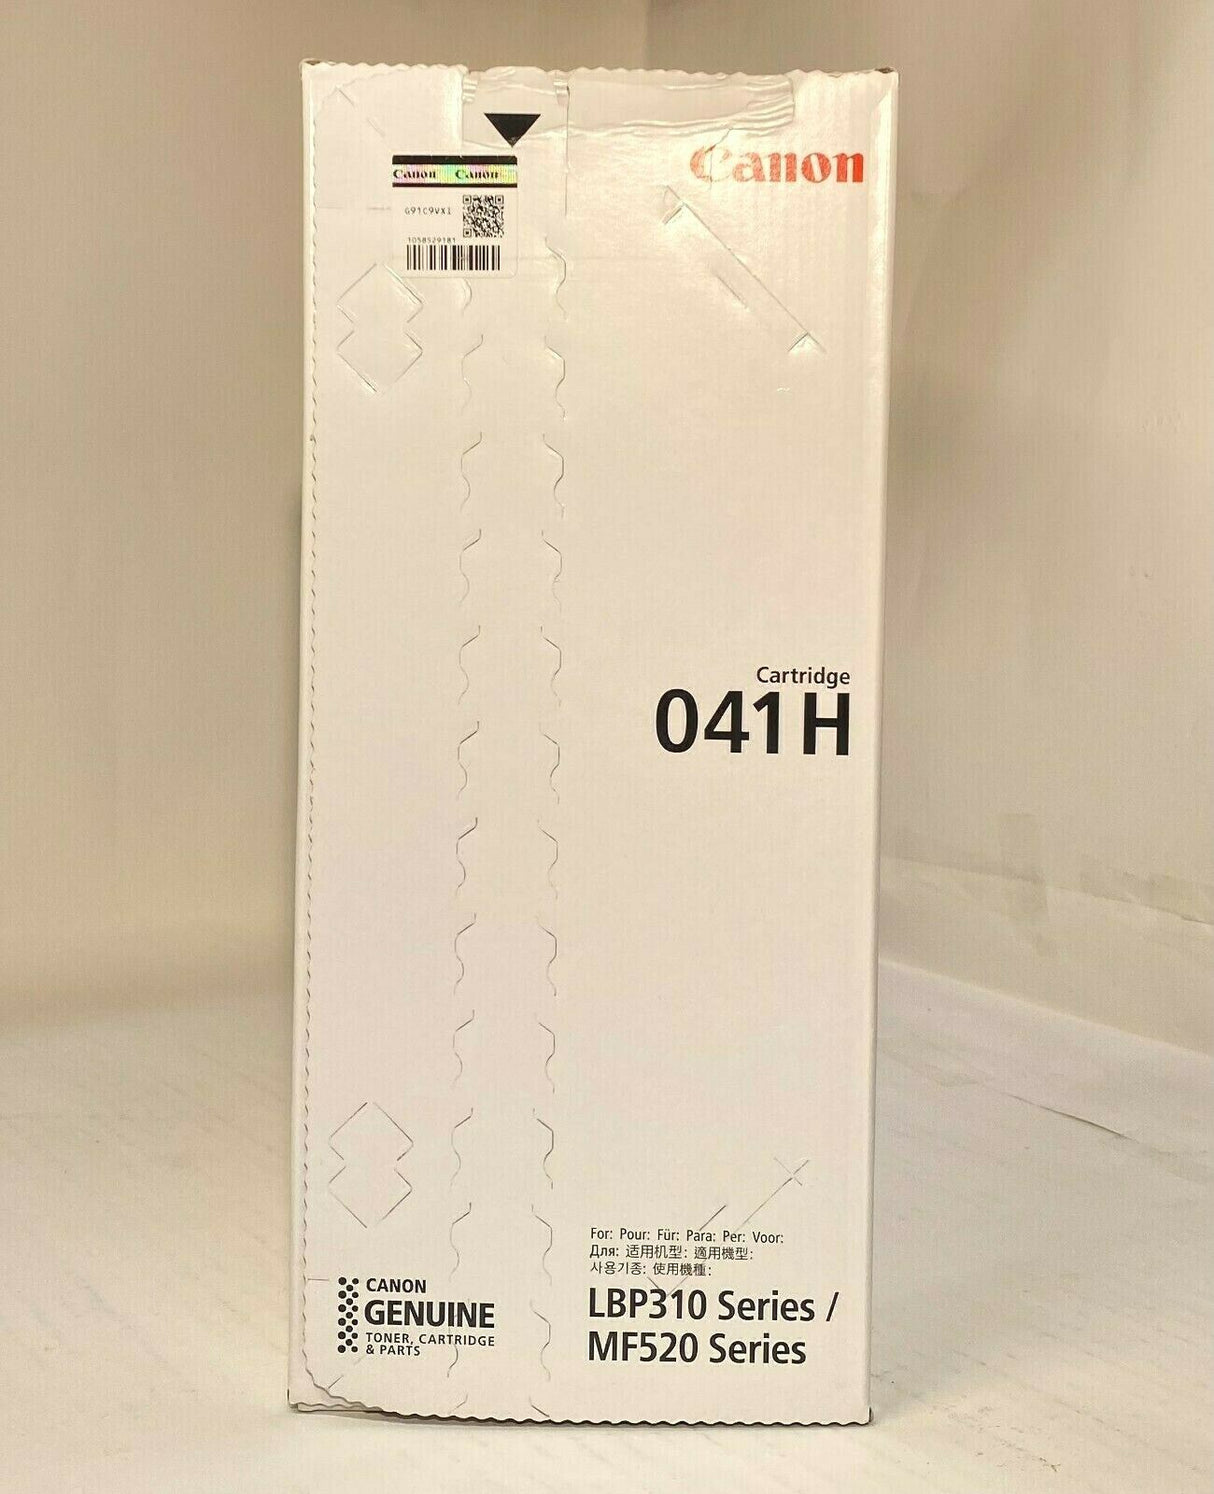 Canon
Canon Canon
G91C9VX1
1058529181
Cartridge
041H
For: Pour: Für: Para: Per: Voor:
Для: 适用机型: 適用機型:
사용기종: 使用機種:
LBP310 Series /
MF520 Series
CANON
GENUINE
TONER, CARTRIDGE
& PARTS